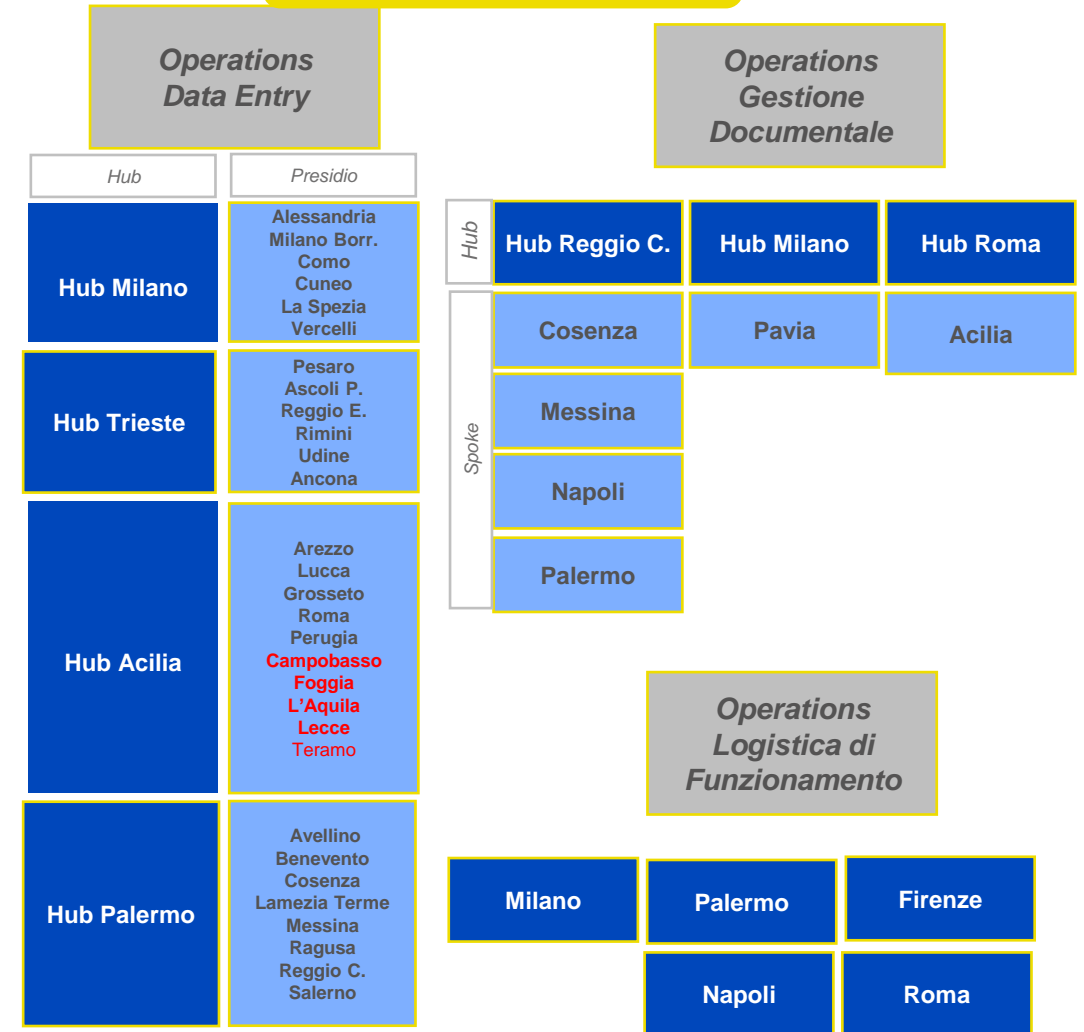 Operations
Data Entry
Hub
Presidio
Hub Milano
Alessandria
Milano Borr.
Como
Cuneo
La Spezia
Vercelli
Hub Trieste
Pesaro
Ascoli P.
Reggio E.
Rimini
Udine
Ancona
Hub Acilia
Arezzo
Lucca
Grosseto
Roma
Perugia
Campobasso
Foggia
L'Aquila
Lecce
Teramo
Hub Palermo
Avellino
Benevento
Cosenza
Lamezia Terme
Messina
Ragusa
Reggio C.
Salerno
Operations
Gestione
Documentale
Hub
Hub Reggio C.
Hub Milano
Hub Roma
Spoke
Cosenza
Pavia
Acilia
Messina
Napoli
Palermo
Operations
Logistica di
Funzionamento
Milano
Palermo
Firenze
Napoli
Roma